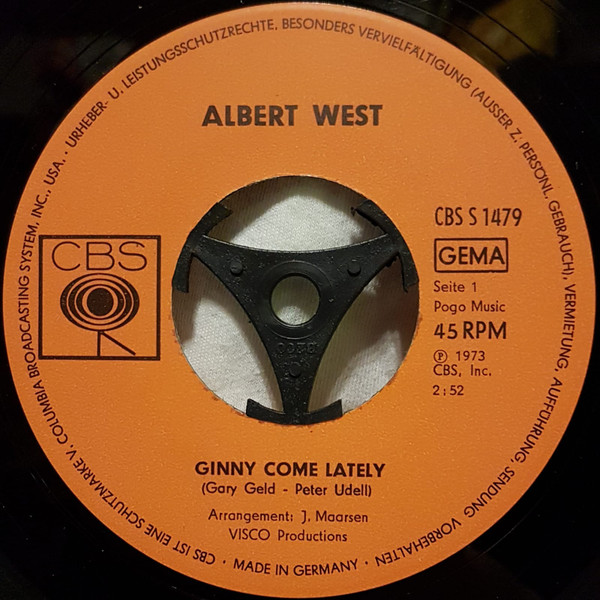 ALBERT WEST
CBS
CBS S 1479
GEMA
Seite 1
Pogo Music
45 RPM
Ⓟ 1973
CBS, Inc.
2:52
GINNY COME LATELY
(Gary Geld - Peter Udell)
Arrangement: J. Maarsen
VISCO Productions
CBS IST EINE SCHUTZMARKE V. COLUMBIA BROADCASTING SYSTEM, INC., USA. · URHEBER- U. LEISTUNGSSCHUTZRECHTE, BESONDERS VERVIELFÄLTIGUNG (AUSSER Z. PERSÖNL. GEBRAUCH), VERMIETUNG, AUFFÜHRUNG, SENDUNG VORBEHALTEN · MADE IN GERMANY ·